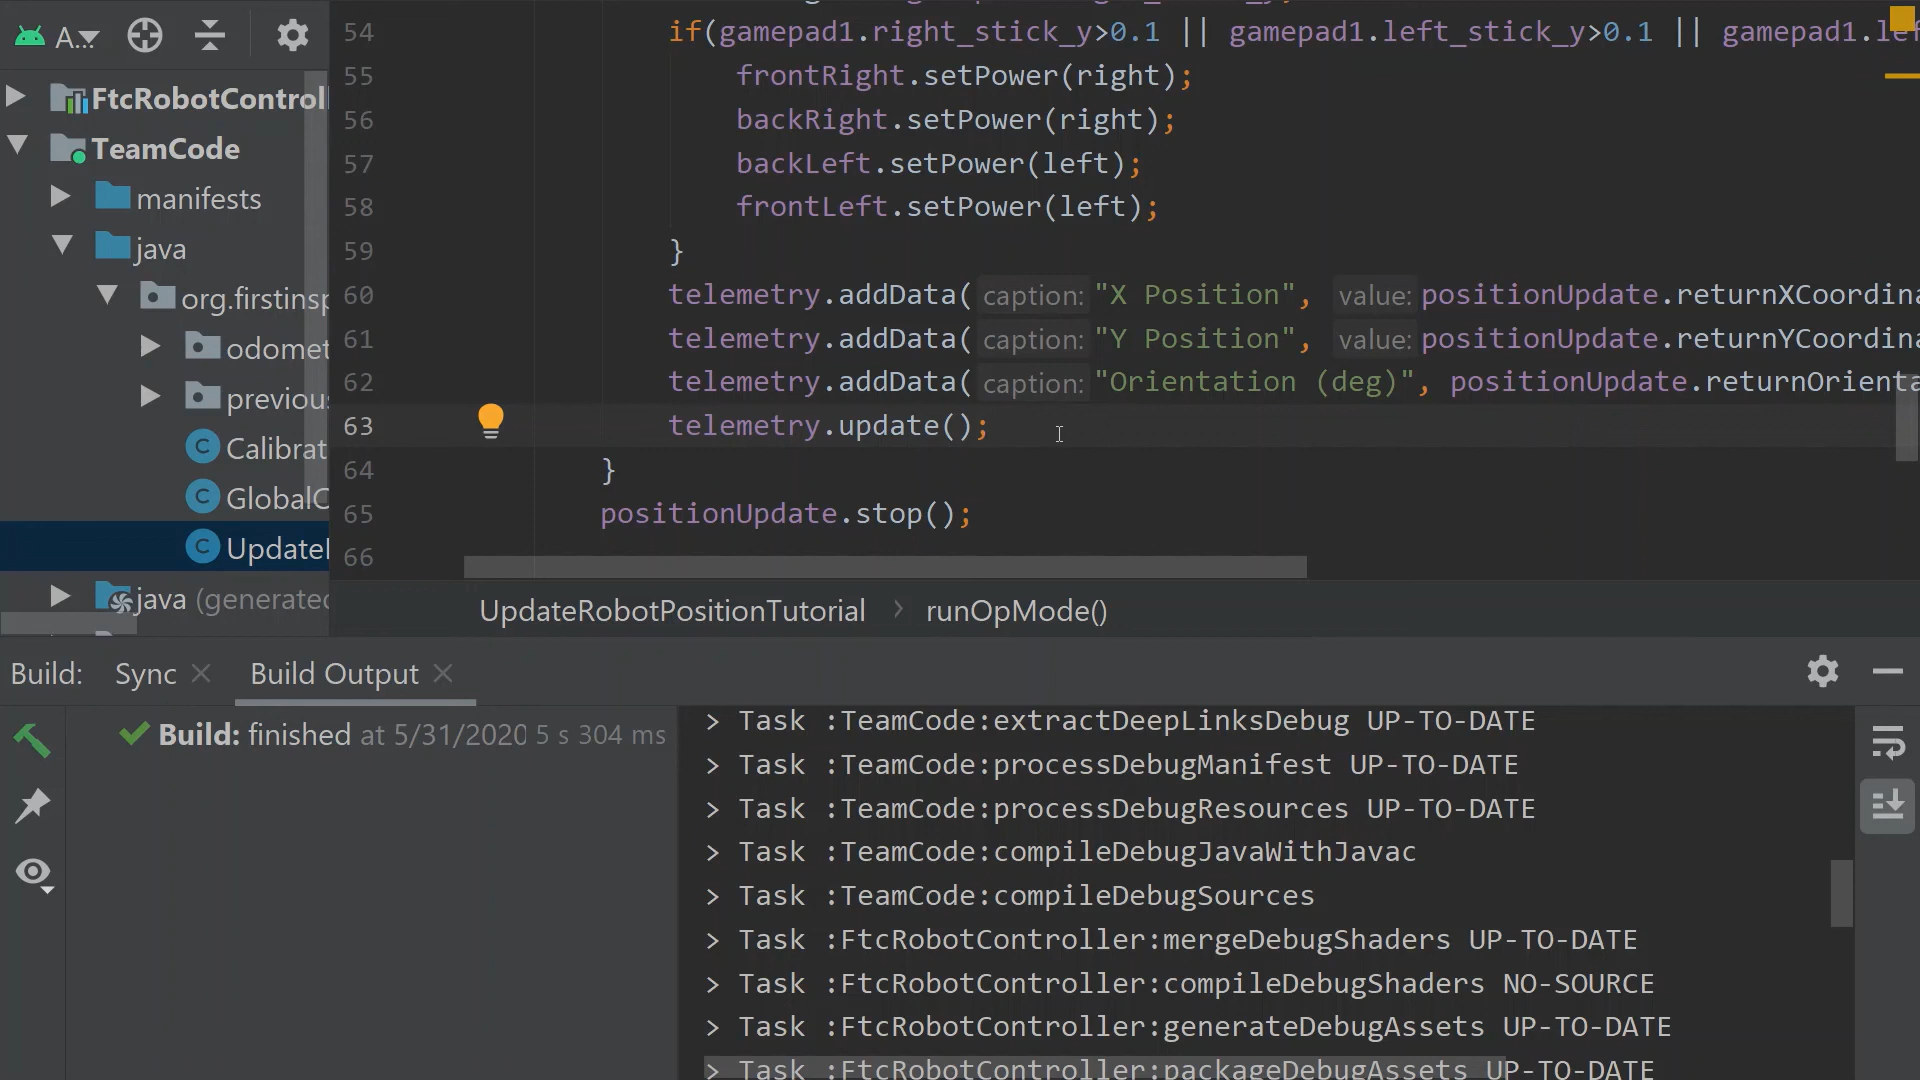 A...
FtcRobotControl
TeamCode
manifests
java
org.firstinsp
odomet
previous
Calibrat
GlobalC
Update
java (generated
54 if(gamepad1.right_stick_y>0.1 || gamepad1.left_stick_y>0.1 || gamepad1.lef
55 frontRight.setPower(right);
56 backRight.setPower(right);
57 backLeft.setPower(left);
58 frontLeft.setPower(left);
59 }
60 telemetry.addData( caption: "X Position", value: positionUpdate.returnXCoordina
61 telemetry.addData( caption: "Y Position", value: positionUpdate.returnYCoordina
62 telemetry.addData( caption: "Orientation (deg)", positionUpdate.returnOrienta
63 telemetry.update();
64 }
65 positionUpdate.stop();
66
UpdateRobotPositionTutorial > runOpMode()
Build: Sync Build Output
Build: finished at 5/31/2020 5 s 304 ms
> Task :TeamCode:extractDeepLinksDebug UP-TO-DATE
> Task :TeamCode:processDebugManifest UP-TO-DATE
> Task :TeamCode:processDebugResources UP-TO-DATE
> Task :TeamCode:compileDebugJavaWithJavac
> Task :TeamCode:compileDebugSources
> Task :FtcRobotController:mergeDebugShaders UP-TO-DATE
> Task :FtcRobotController:compileDebugShaders NO-SOURCE
> Task :FtcRobotController:generateDebugAssets UP-TO-DATE
> Task :FtcRobotController:packageDebugAssets UP-TO-DATE